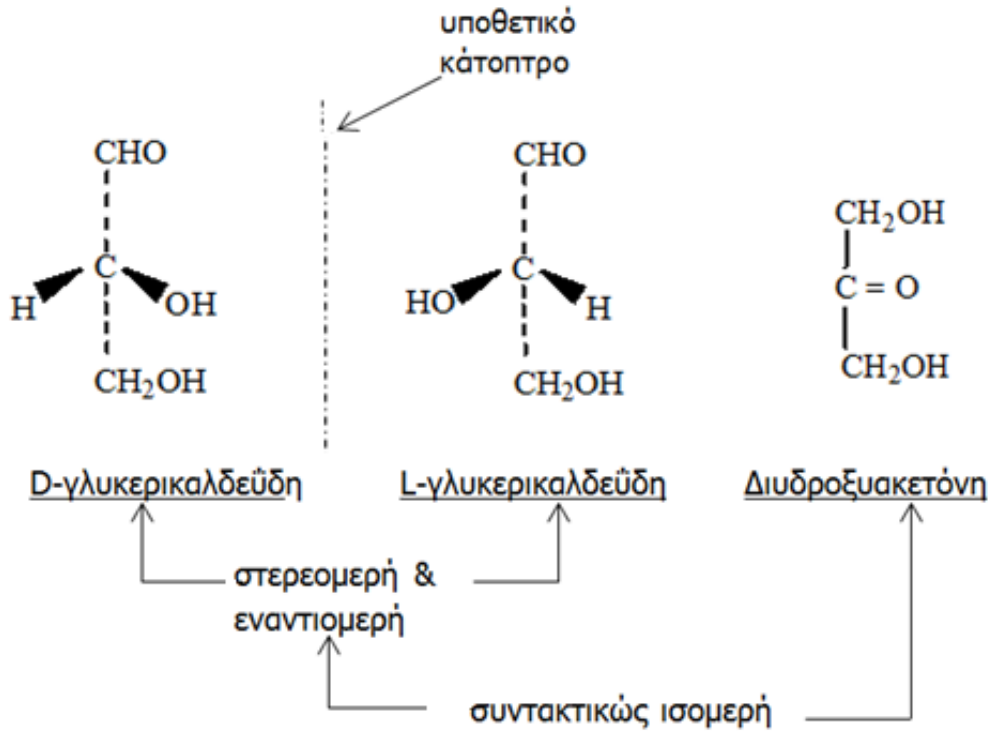 υποθετικό
κάτοπτρο
CHO
C
H
OH
CH₂OH
CHO
C
HO
H
CH₂OH
CH₂OH
C = O
CH₂OH
D-γλυκερικαλδεΰδη
L-γλυκερικαλδεΰδη
Διυδροξυακετόνη
στερεομερή &
εναντιομερή
συντακτικώς ισομερή